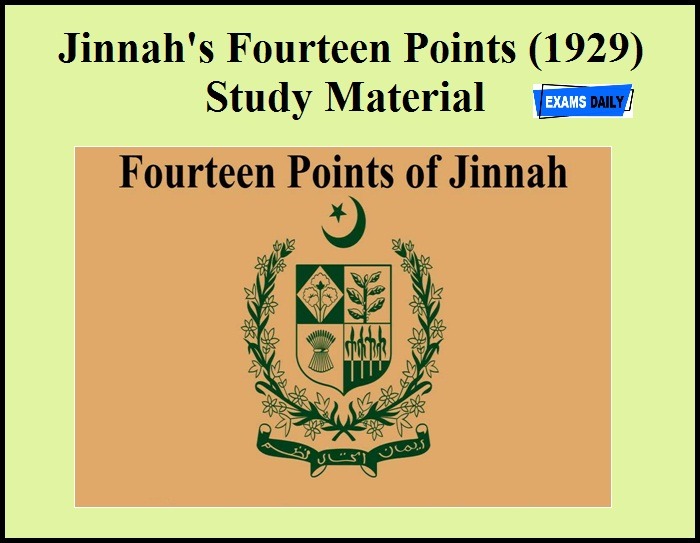 Jinnah's Fourteen Points (1929)
Study Material
EXAMS DAILY
Fourteen Points of Jinnah
ایمان اتحاد نظم